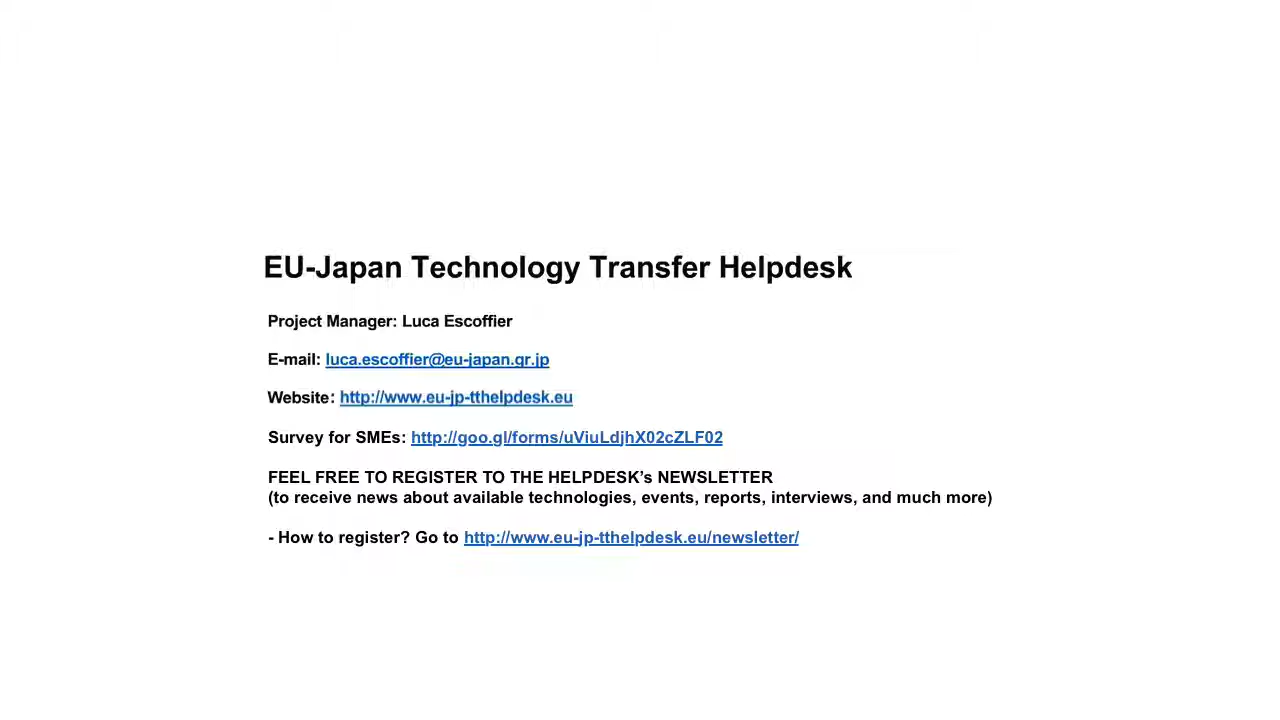 EU-Japan Technology Transfer Helpdesk
Project Manager: Luca Escoffier
E-mail: luca.escoffier@eu-japan.gr.jp
Website: http://www.eu-jp-tthelpdesk.eu
Survey for SMEs: http://goo.gl/forms/uViuLdjhX02cZLF02
FEEL FREE TO REGISTER TO THE HELPDESK’s NEWSLETTER
(to receive news about available technologies, events, reports, interviews, and much more)
- How to register? Go to http://www.eu-jp-tthelpdesk.eu/newsletter/